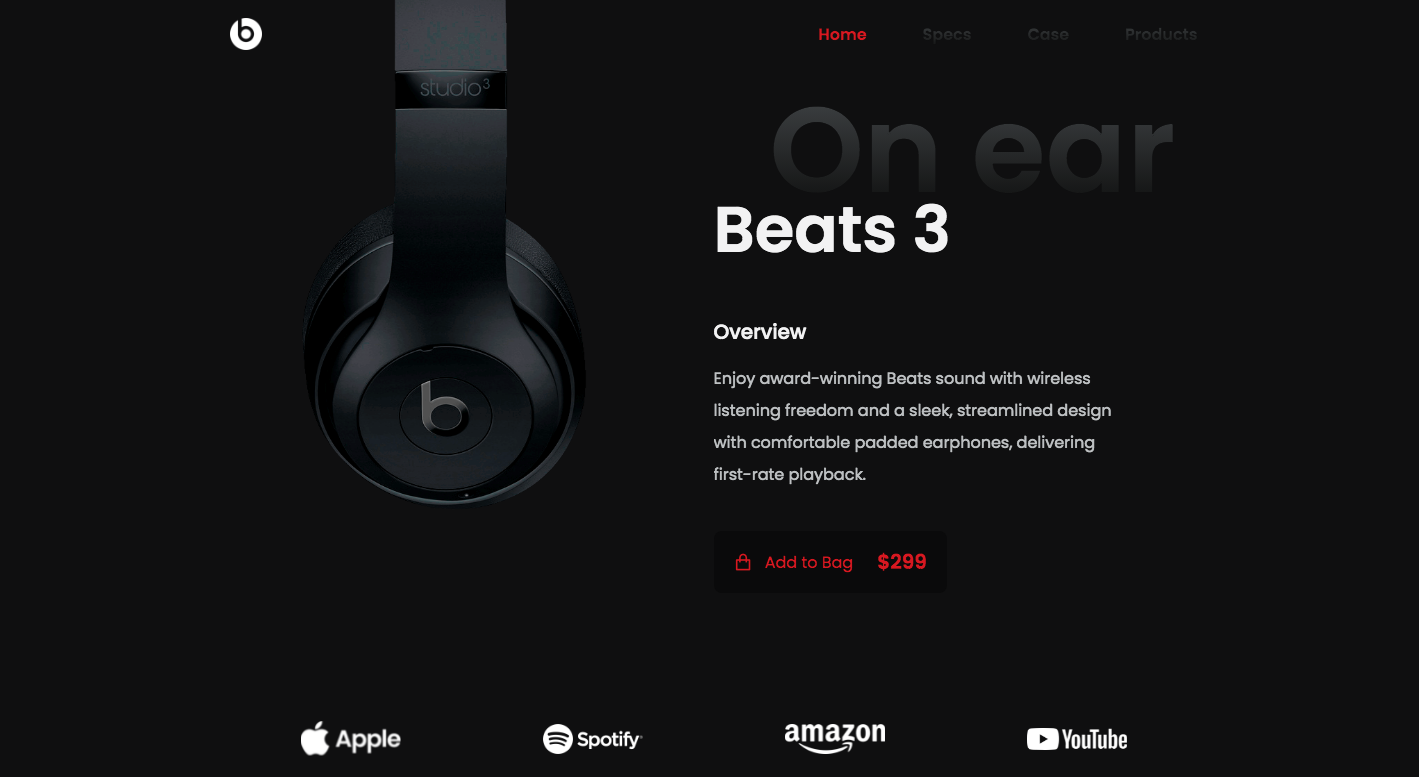 Home Specs Case Products
studio3
On ear
Beats 3
Overview
Enjoy award-winning Beats sound with wireless
listening freedom and a sleek, streamlined design
with comfortable padded earphones, delivering
first-rate playback.
Add to Bag $299
Apple Spotify amazon YouTube